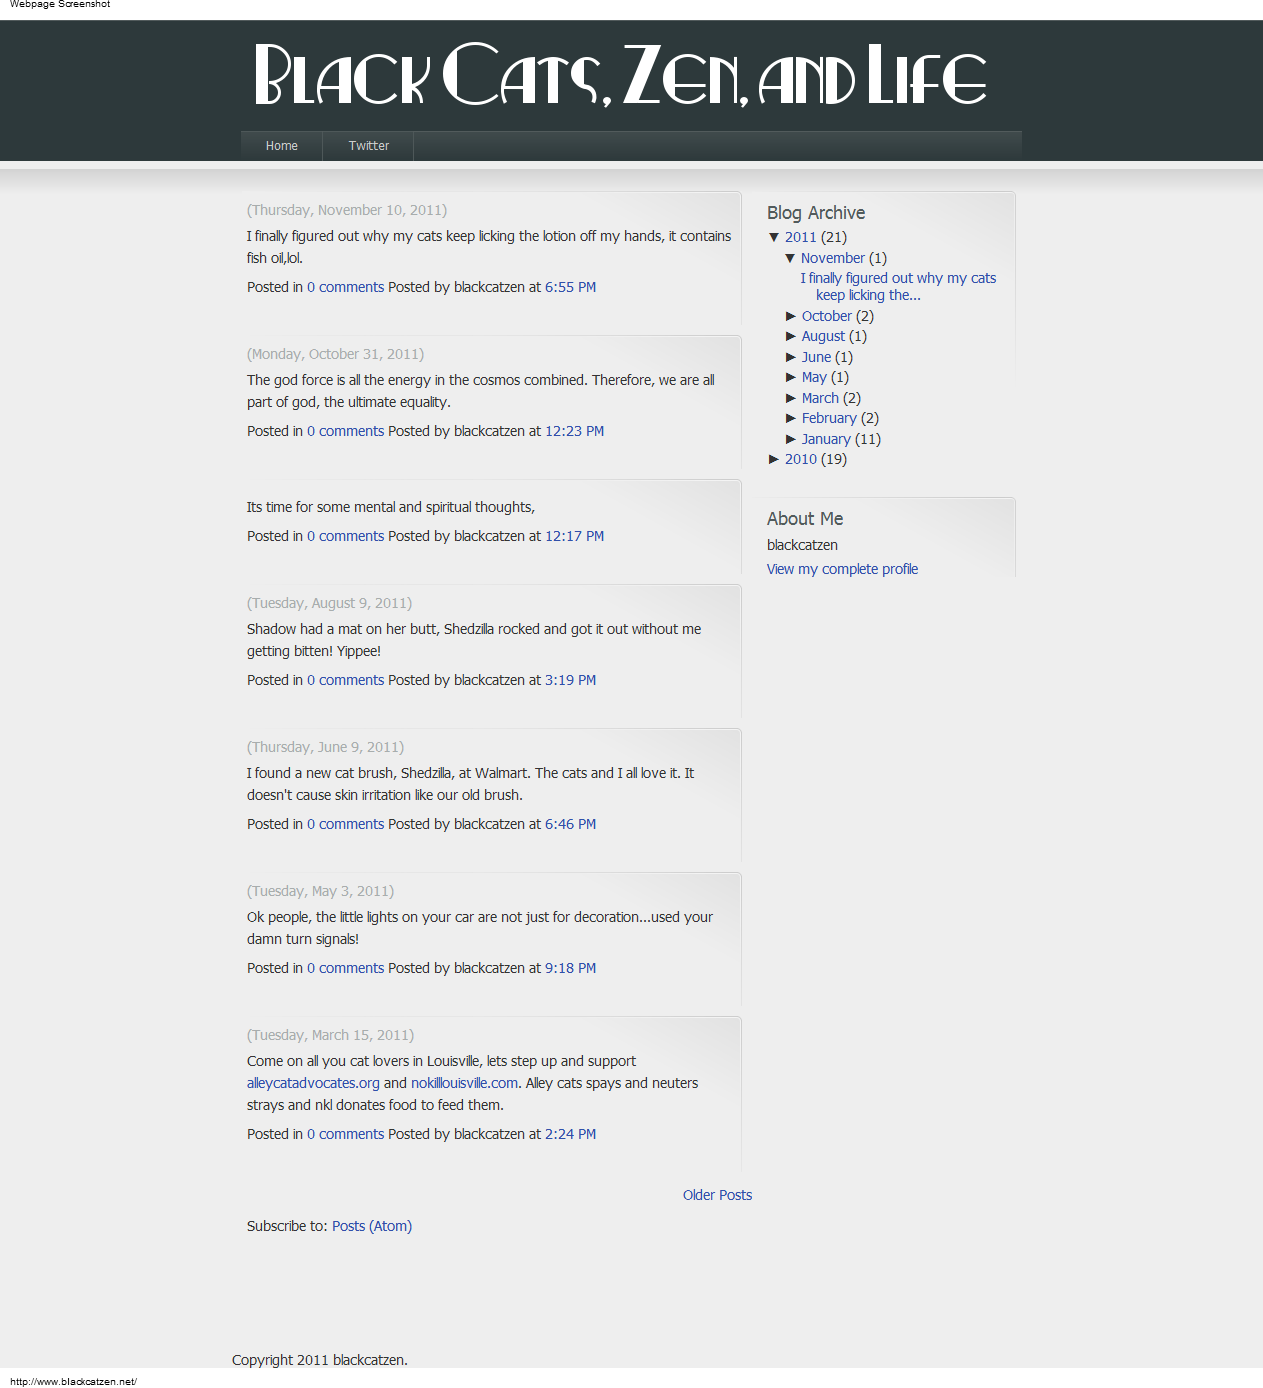 Webpage Screenshot
Black Cats, Zen, and Life
Home Twitter
(Thursday, November 10, 2011)
I finally figured out why my cats keep licking the lotion off my hands, it contains
fish oil,lol.
Posted in 0 comments Posted by blackcatzen at 6:55 PM
(Monday, October 31, 2011)
The god force is all the energy in the cosmos combined. Therefore, we are all
part of god, the ultimate equality.
Posted in 0 comments Posted by blackcatzen at 12:23 PM
Its time for some mental and spiritual thoughts,
Posted in 0 comments Posted by blackcatzen at 12:17 PM
(Tuesday, August 9, 2011)
Shadow had a mat on her butt, Shedzilla rocked and got it out without me
getting bitten! Yippee!
Posted in 0 comments Posted by blackcatzen at 3:19 PM
(Thursday, June 9, 2011)
I found a new cat brush, Shedzilla, at Walmart. The cats and I all love it. It
doesn't cause skin irritation like our old brush.
Posted in 0 comments Posted by blackcatzen at 6:46 PM
(Tuesday, May 3, 2011)
Ok people, the little lights on your car are not just for decoration...used your
damn turn signals!
Posted in 0 comments Posted by blackcatzen at 9:18 PM
(Tuesday, March 15, 2011)
Come on all you cat lovers in Louisville, lets step up and support
alleycatadvocates.org and nokilllouisville.com. Alley cats spays and neuters
strays and nkl donates food to feed them.
Posted in 0 comments Posted by blackcatzen at 2:24 PM
Older Posts
Subscribe to: Posts (Atom)
Blog Archive
▼ 2011 (21)
▼ November (1)
I finally figured out why my cats
keep licking the...
► October (2)
► August (1)
► June (1)
► May (1)
► March (2)
► February (2)
► January (11)
► 2010 (19)
About Me
blackcatzen
View my complete profile
Copyright 2011 blackcatzen.
http://www.blackcatzen.net/